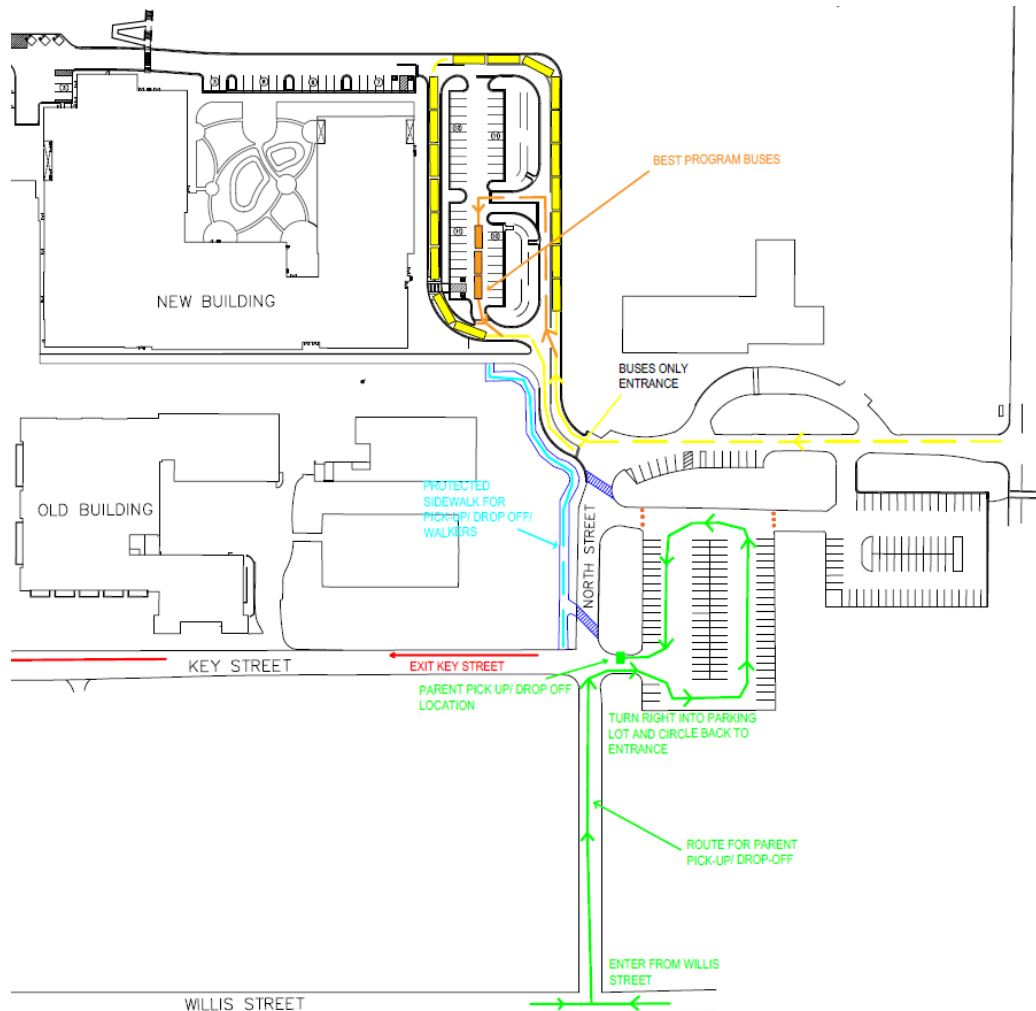 BEST PROGRAM BUSES
NEW BUILDING
BUSES ONLY
ENTRANCE
PROTECTED
SIDEWALK FOR
PICK-UP/ DROP OFF/
WALKERS
OLD BUILDING
NORTH STREET
KEY STREET
EXIT KEY STREET
PARENT PICK UP/ DROP OFF
LOCATION
TURN RIGHT INTO PARKING
LOT AND CIRCLE BACK TO
ENTRANCE
ROUTE FOR PARENT
PICK-UP/ DROP-OFF
ENTER FROM WILLIS
STREET
WILLIS STREET